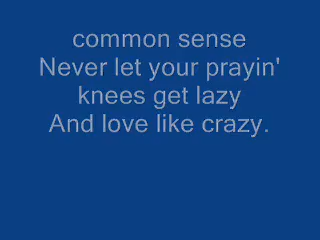 common sense
Never let your prayin'
knees get lazy
And love like crazy.